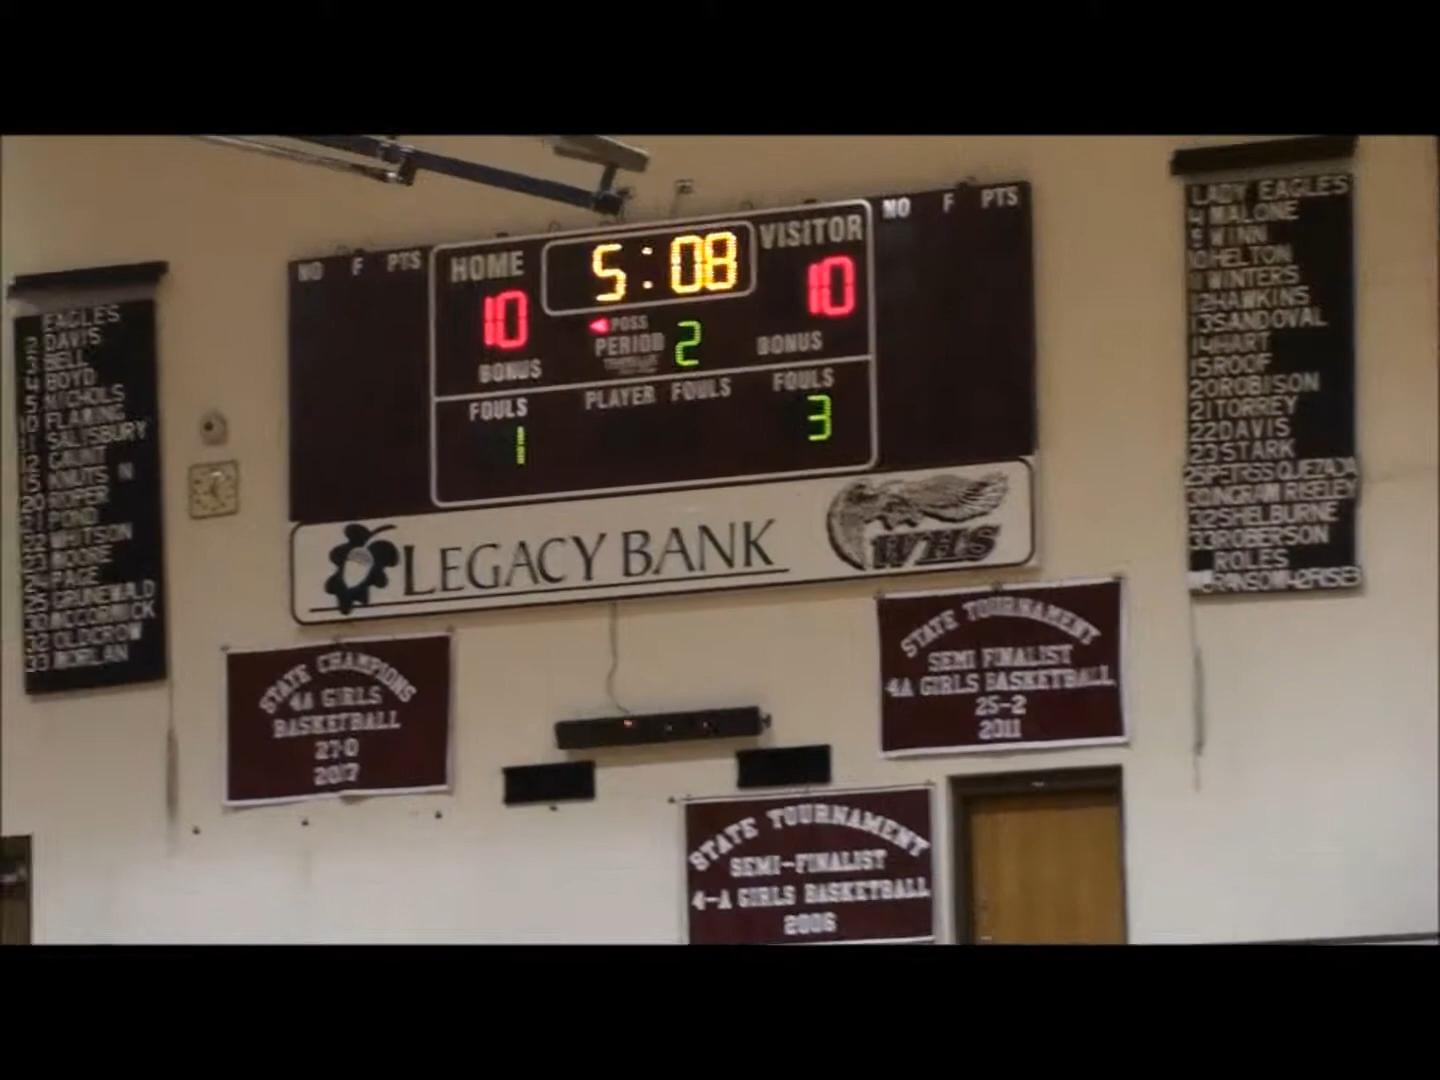 EAGLES
DAVIS
BELL
4 BOYD
5 NICHOLS
10 FLAMING
11 SALISBURY
12 GAUNT
15 KNUTS N
20 ROPER
21 POND
WHITSON
23 MOORE
24 PAGE
25 GRUNEWALD
30 MCCORMICK
32 OLDCROW
33 MORLAN
NO F PTS
HOME
5:08
VISITOR
NO F PTS
10
POSS
10
PERIOD 2
BONUS
BONUS
FOULS
PLAYER FOULS
FOULS
1
3
LEGACY BANK
WHS
LADY EAGLES
4 MALONE
5 WINN
10 HELTON
11 WINTERS
12 HAWKINS
13 SANDOVAL
14 HART
15 ROOF
20 ROBISON
21 TORREY
22 DAVIS
23 STARK
25
30 INGRAM RISELEY
32 SHELBURNE
33 ROBERSON
ROLES
RANSOM
STATE CHAMPIONS
4A GIRLS
BASKETBALL
27-0
2017
STATE TOURNAMENT
SEMI FINALIST
4A GIRLS BASKETBALL
25-2
2011
STATE TOURNAMENT
SEMI-FINALIST
4-A GIRLS BASKETBALL
2006